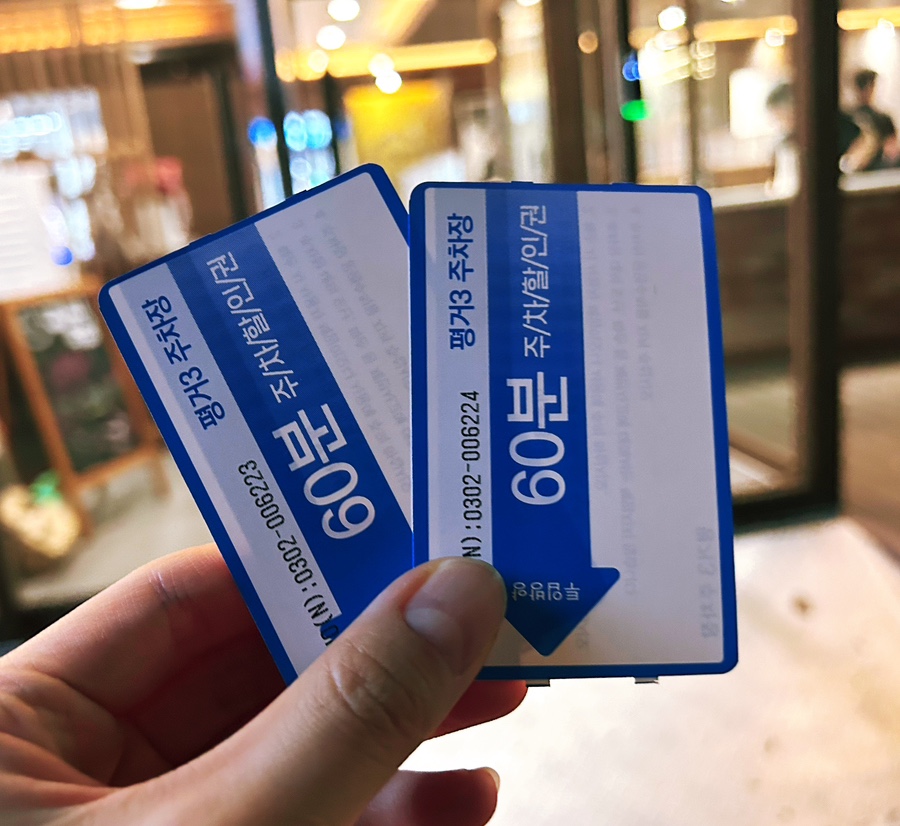 평거3 주차장
60분 주/차/할/인/권
0(N):0302-006223
평거3 주차장
60분 주/차/할/인/권
N):0302-006224